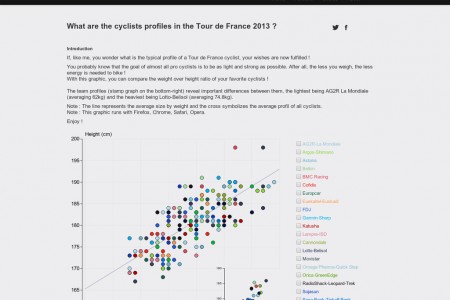 What are the cyclists profiles in the Tour de France 2013 ?
Introduction
If, like me, you wonder what is the typical profile of a Tour de France cyclist, your wishes are now fulfilled !
You probably know that the goal of almost all pro cyclists is to be as light and strong as possible. After all, the less you weigh, the less
energy is needed to bike !
With this graphic, you can compare the weight over height ratio of your favorite cyclists !
The team profiles (stamp graph on the bottom-right) reveal important differences between them, the lightest being AG2R La Mondiale
(averaging 63kg) and the heaviest being Lotto-Belisol (averaging 74.8kg).
Note : The line represents the average size by weight and the cross symbolizes the average profil of all cyclists.
Note : This graphic runs with Firefox, Chrome, Safari, Opera
Enjoy !
Height (cm)
200
195
190
185
180
175
170
165
AG2R La Mondiale
Argos-Shimano
Astana
Belkin
BMC Racing
Cofidis
Europcar
Euskaltel-Euskadi
FDJ
Garmin-Sharp
Katusha
Lampre-ISD
Cannondale
Lotto-Belisol
Movistar
Omega Pharma-Quick Step
Orica GreenEdge
RadioShack-Leopard-Trek
Sojasun